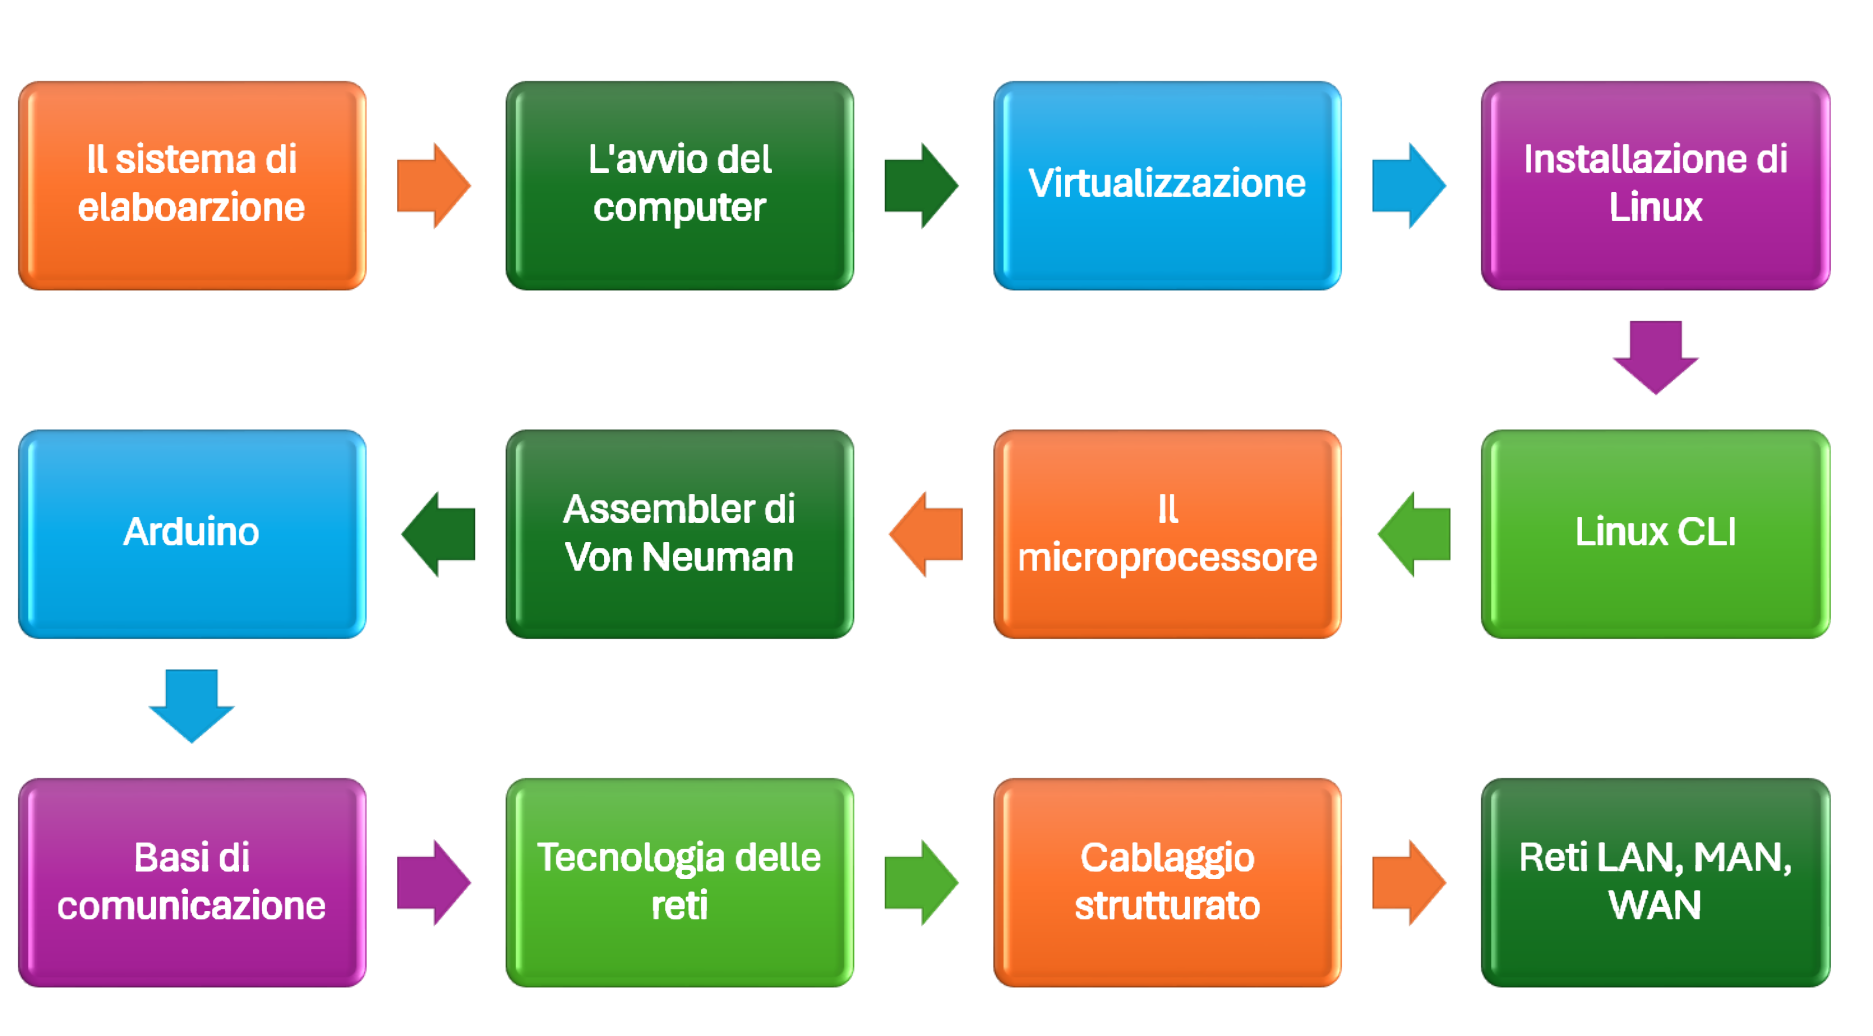 Il sistema di
elaboarzione
L'avvio del
computer
Virtualizzazione
Installazione di
Linux
Linux CLI
Il
microprocessore
Assembler di
Von Neuman
Arduino
Basi di
comunicazione
Tecnologia delle
reti
Cablaggio
strutturato
Reti LAN, MAN,
WAN